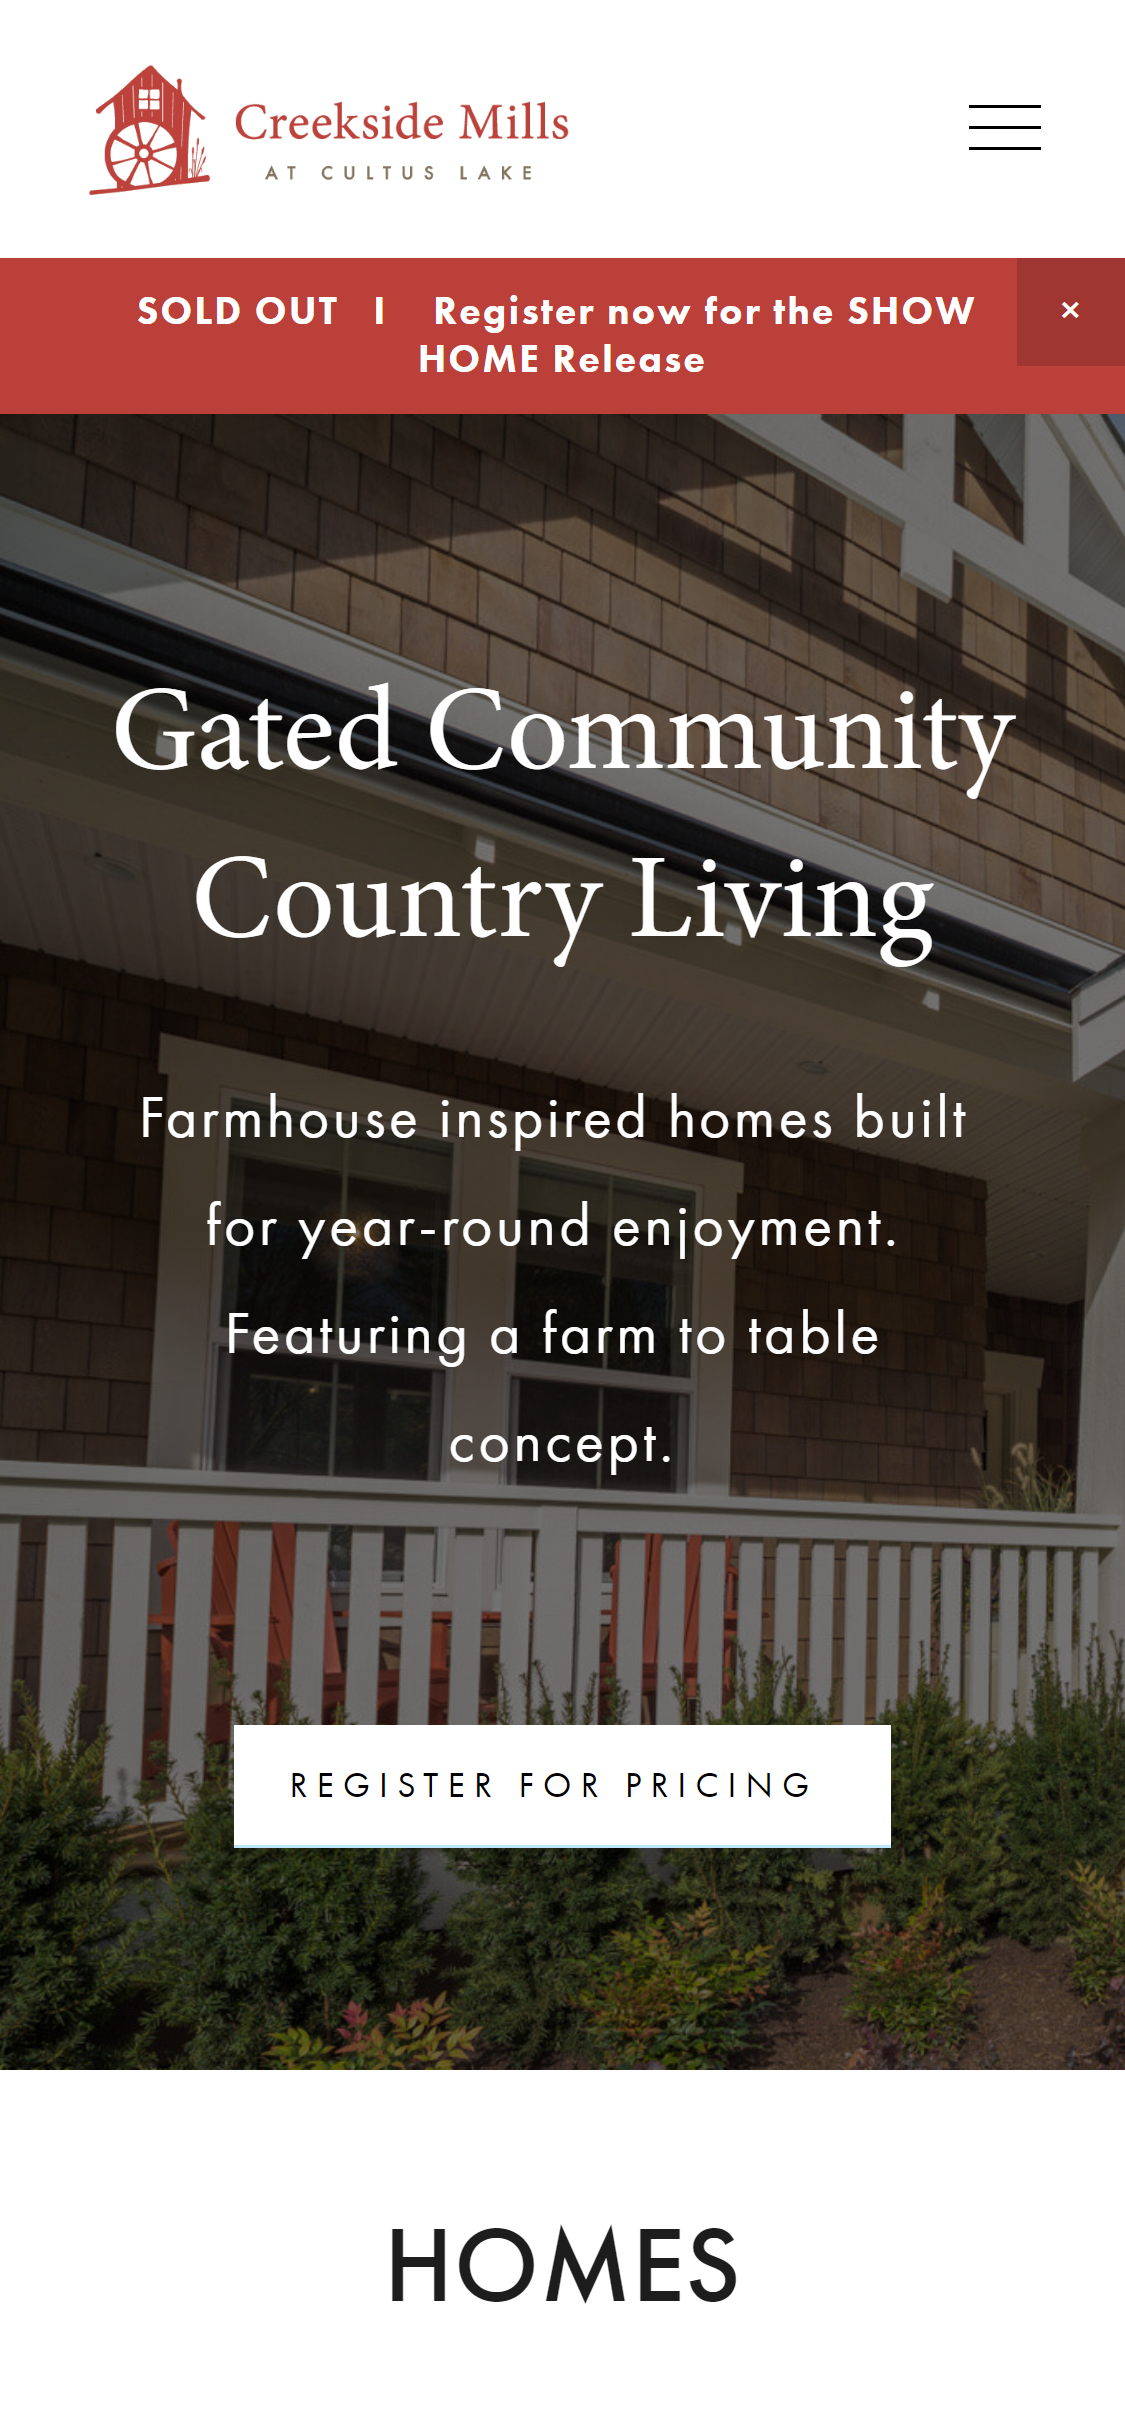 Creekside Mills
AT CULTUS LAKE
SOLD OUT I Register now for the SHOW
HOME Release
×
Gated Community
Country Living
Farmhouse inspired homes built
for year-round enjoyment.
Featuring a farm to table
concept.
REGISTER FOR PRICING
HOMES